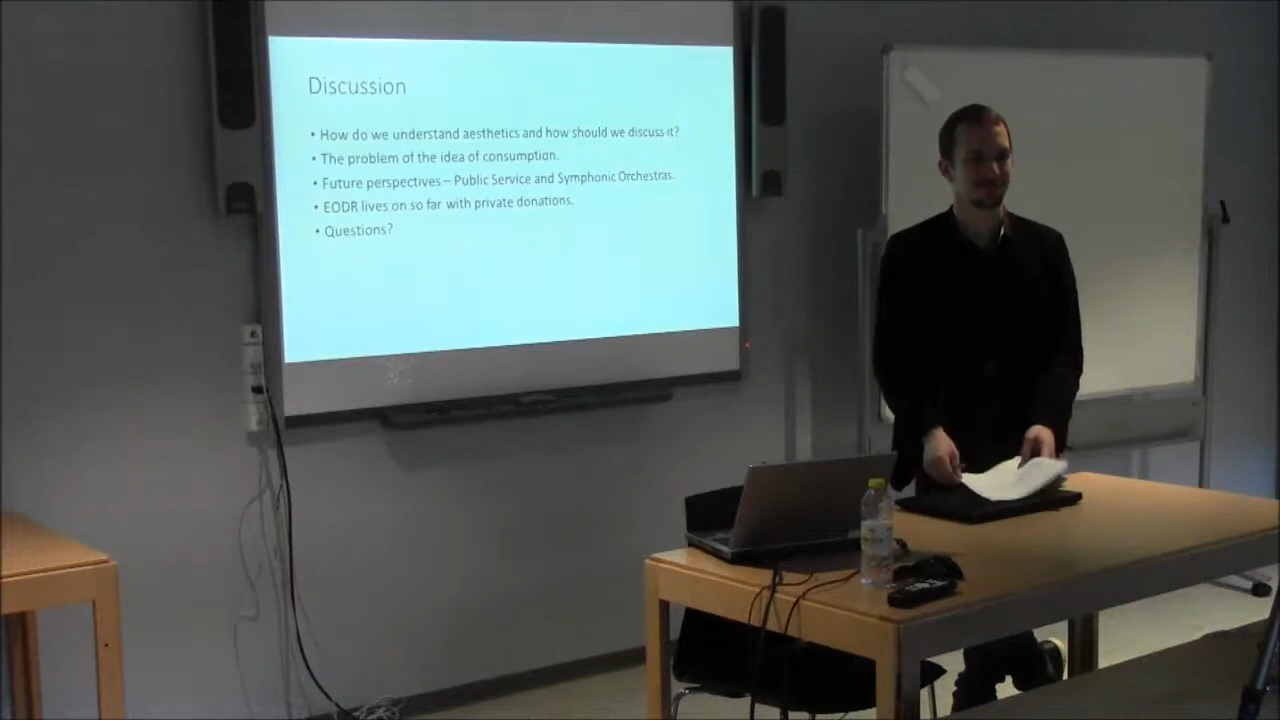 Discussion
• How do we understand aesthetics and how should we discuss it?
• The problem of the idea of consumption.
• Future perspectives – Public Service and Symphonic Orchestras.
• EODR lives on so far with private donations.
• Questions?